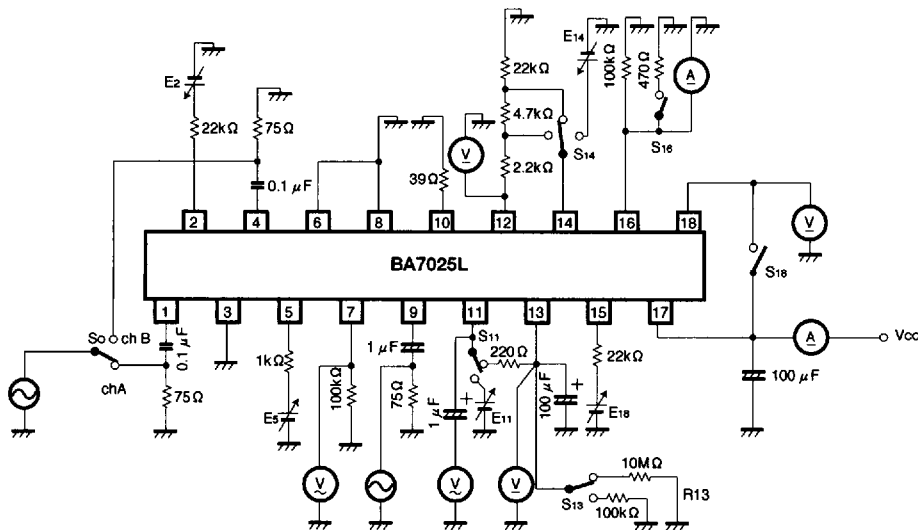 E2
22kΩ
75Ω
0.1 μF
39Ω
V
22kΩ
4.7kΩ
2.2kΩ
E14
S14
100kΩ
470Ω
A
S16
2
4
6
8
10
12
14
16
18
BA7025L
V
S18
1
3
5
7
9
11
13
15
17
So
ch B
chA
0.1 μF
75Ω
1kΩ
E5
100kΩ
1 μF
75Ω
S11
220Ω
1 μF
+
E11
100 μF
+
22kΩ
E18
A
Vcc
100 μF
V
V
V
S13
10MΩ
100kΩ
R13